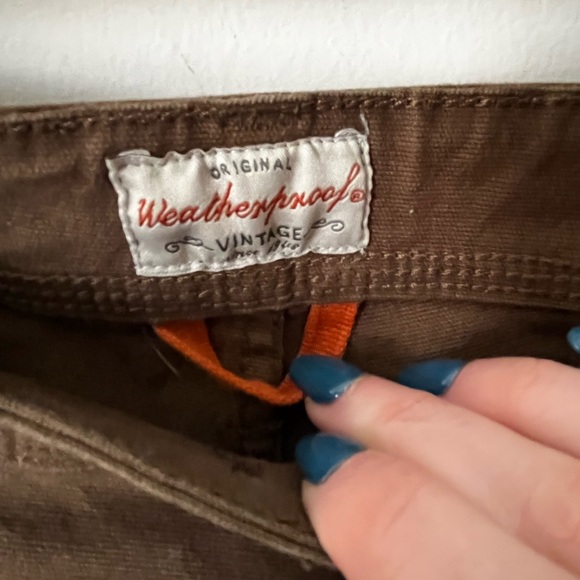 ORIGINAL
Weatherproof®
VINTAGE
since 1948